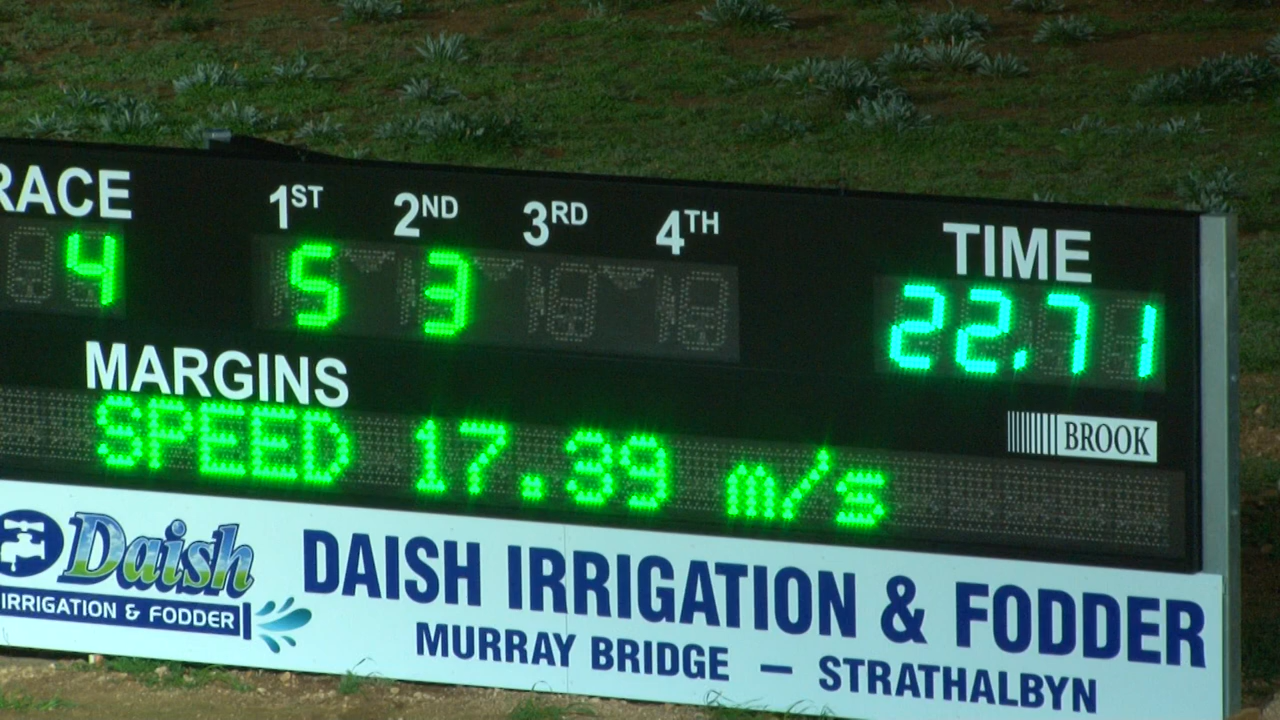 RACE 1ST 2ND 3RD 4TH TIME
4 5 3 22.71
MARGINS
SPEED 17.39 m/s
BROOK
Daish
IRRIGATION & FODDER
DAISH IRRIGATION & FODDER
MURRAY BRIDGE – STRATHALBYN